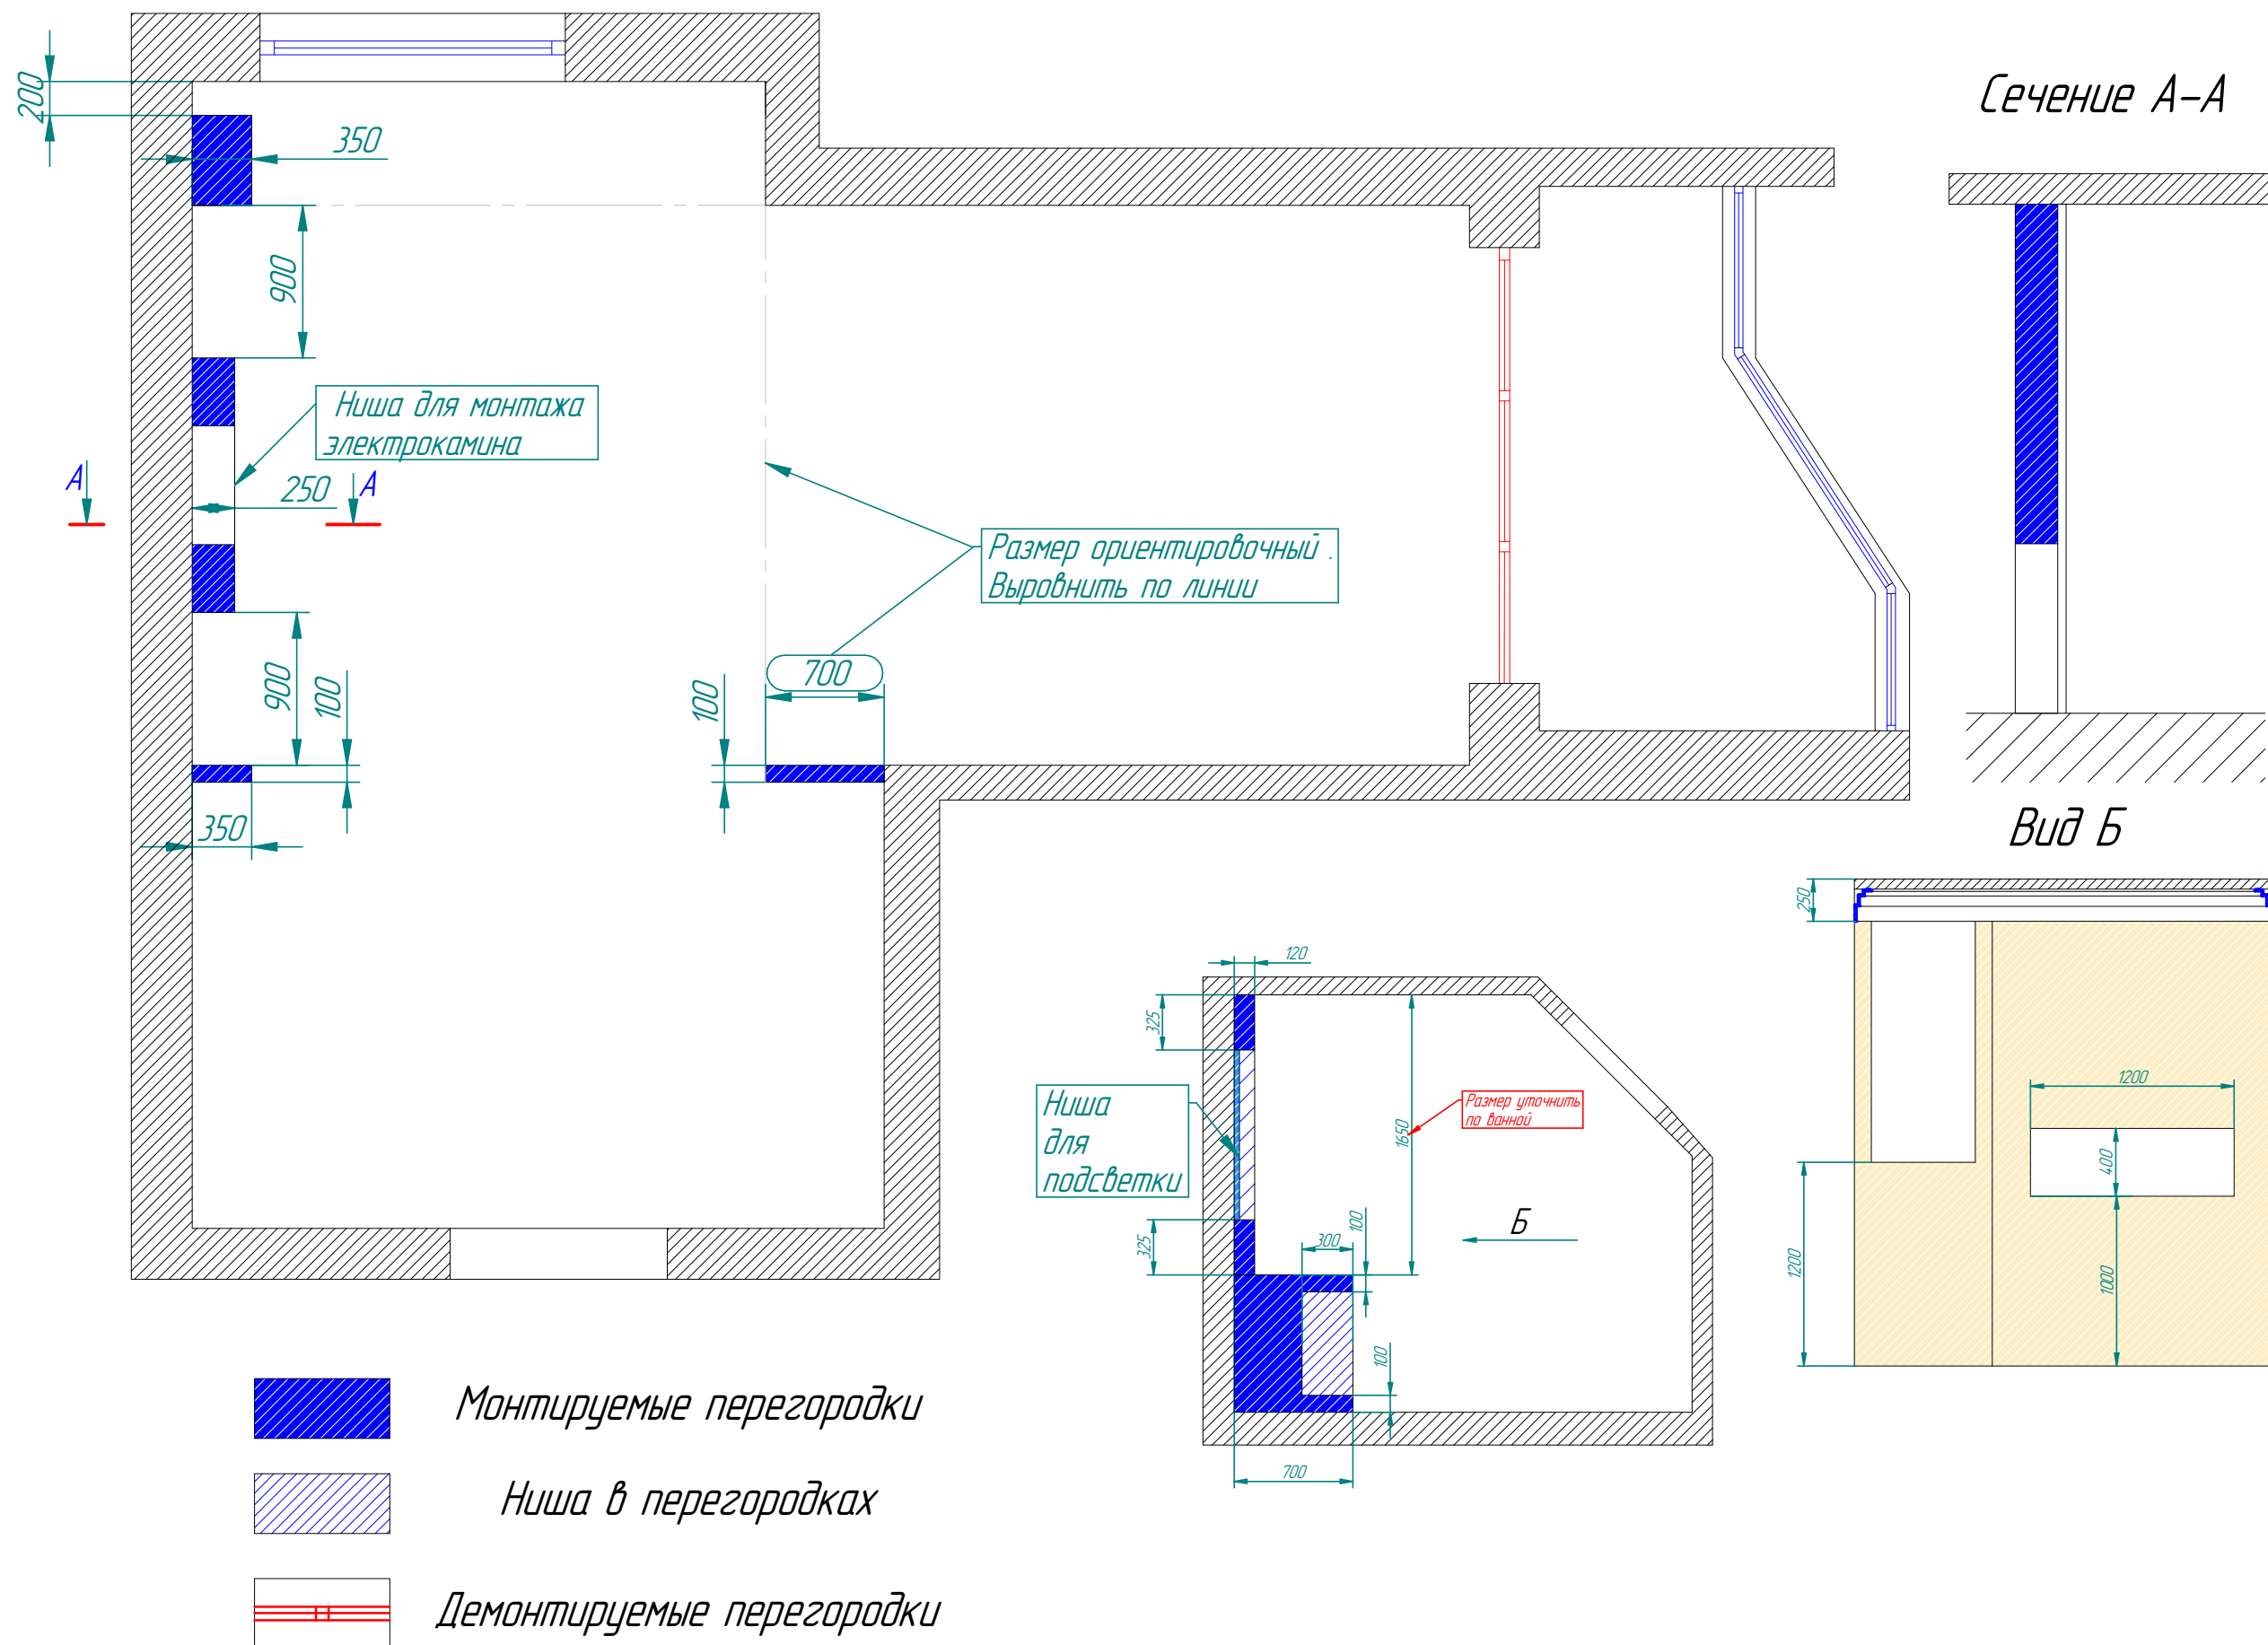 200
350
900
Ниша для монтажа
электрокамина
А
А
250
Размер ориентировочный .
Выровнить по линии
900
100
100
700
350
Сечение А-А
Вид Б
250
1200
400
1200
1000
120
325
Ниша
для
подсветки
1650
Размер уточнить
по ванной
Б
325
300
100
100
700
Монтируемые перегородки
Ниша в перегородках
Демонтируемые перегородки